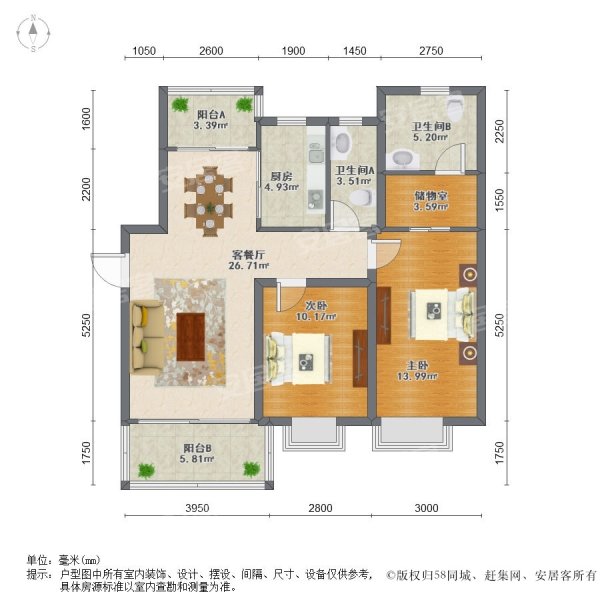 N
S
1050 2600 1900 1450 2750
1600
2200
5250
1750
2250
1550
5250
1750
阳台A
3.39㎡
厨房
4.93㎡
卫生间A
3.51㎡
卫生间B
5.20㎡
储物室
3.59㎡
客餐厅
26.71㎡
次卧
10.17㎡
主卧
13.99㎡
阳台B
5.81㎡
3950 2800 3000
单位：毫米(mm)
提示：户型图中所有室内装饰、设计、摆设、间隔、尺寸、设备仅供参考，
具体房源标准以室内查勘和测量为准。
©版权归58同城、赶集网、安居客所有